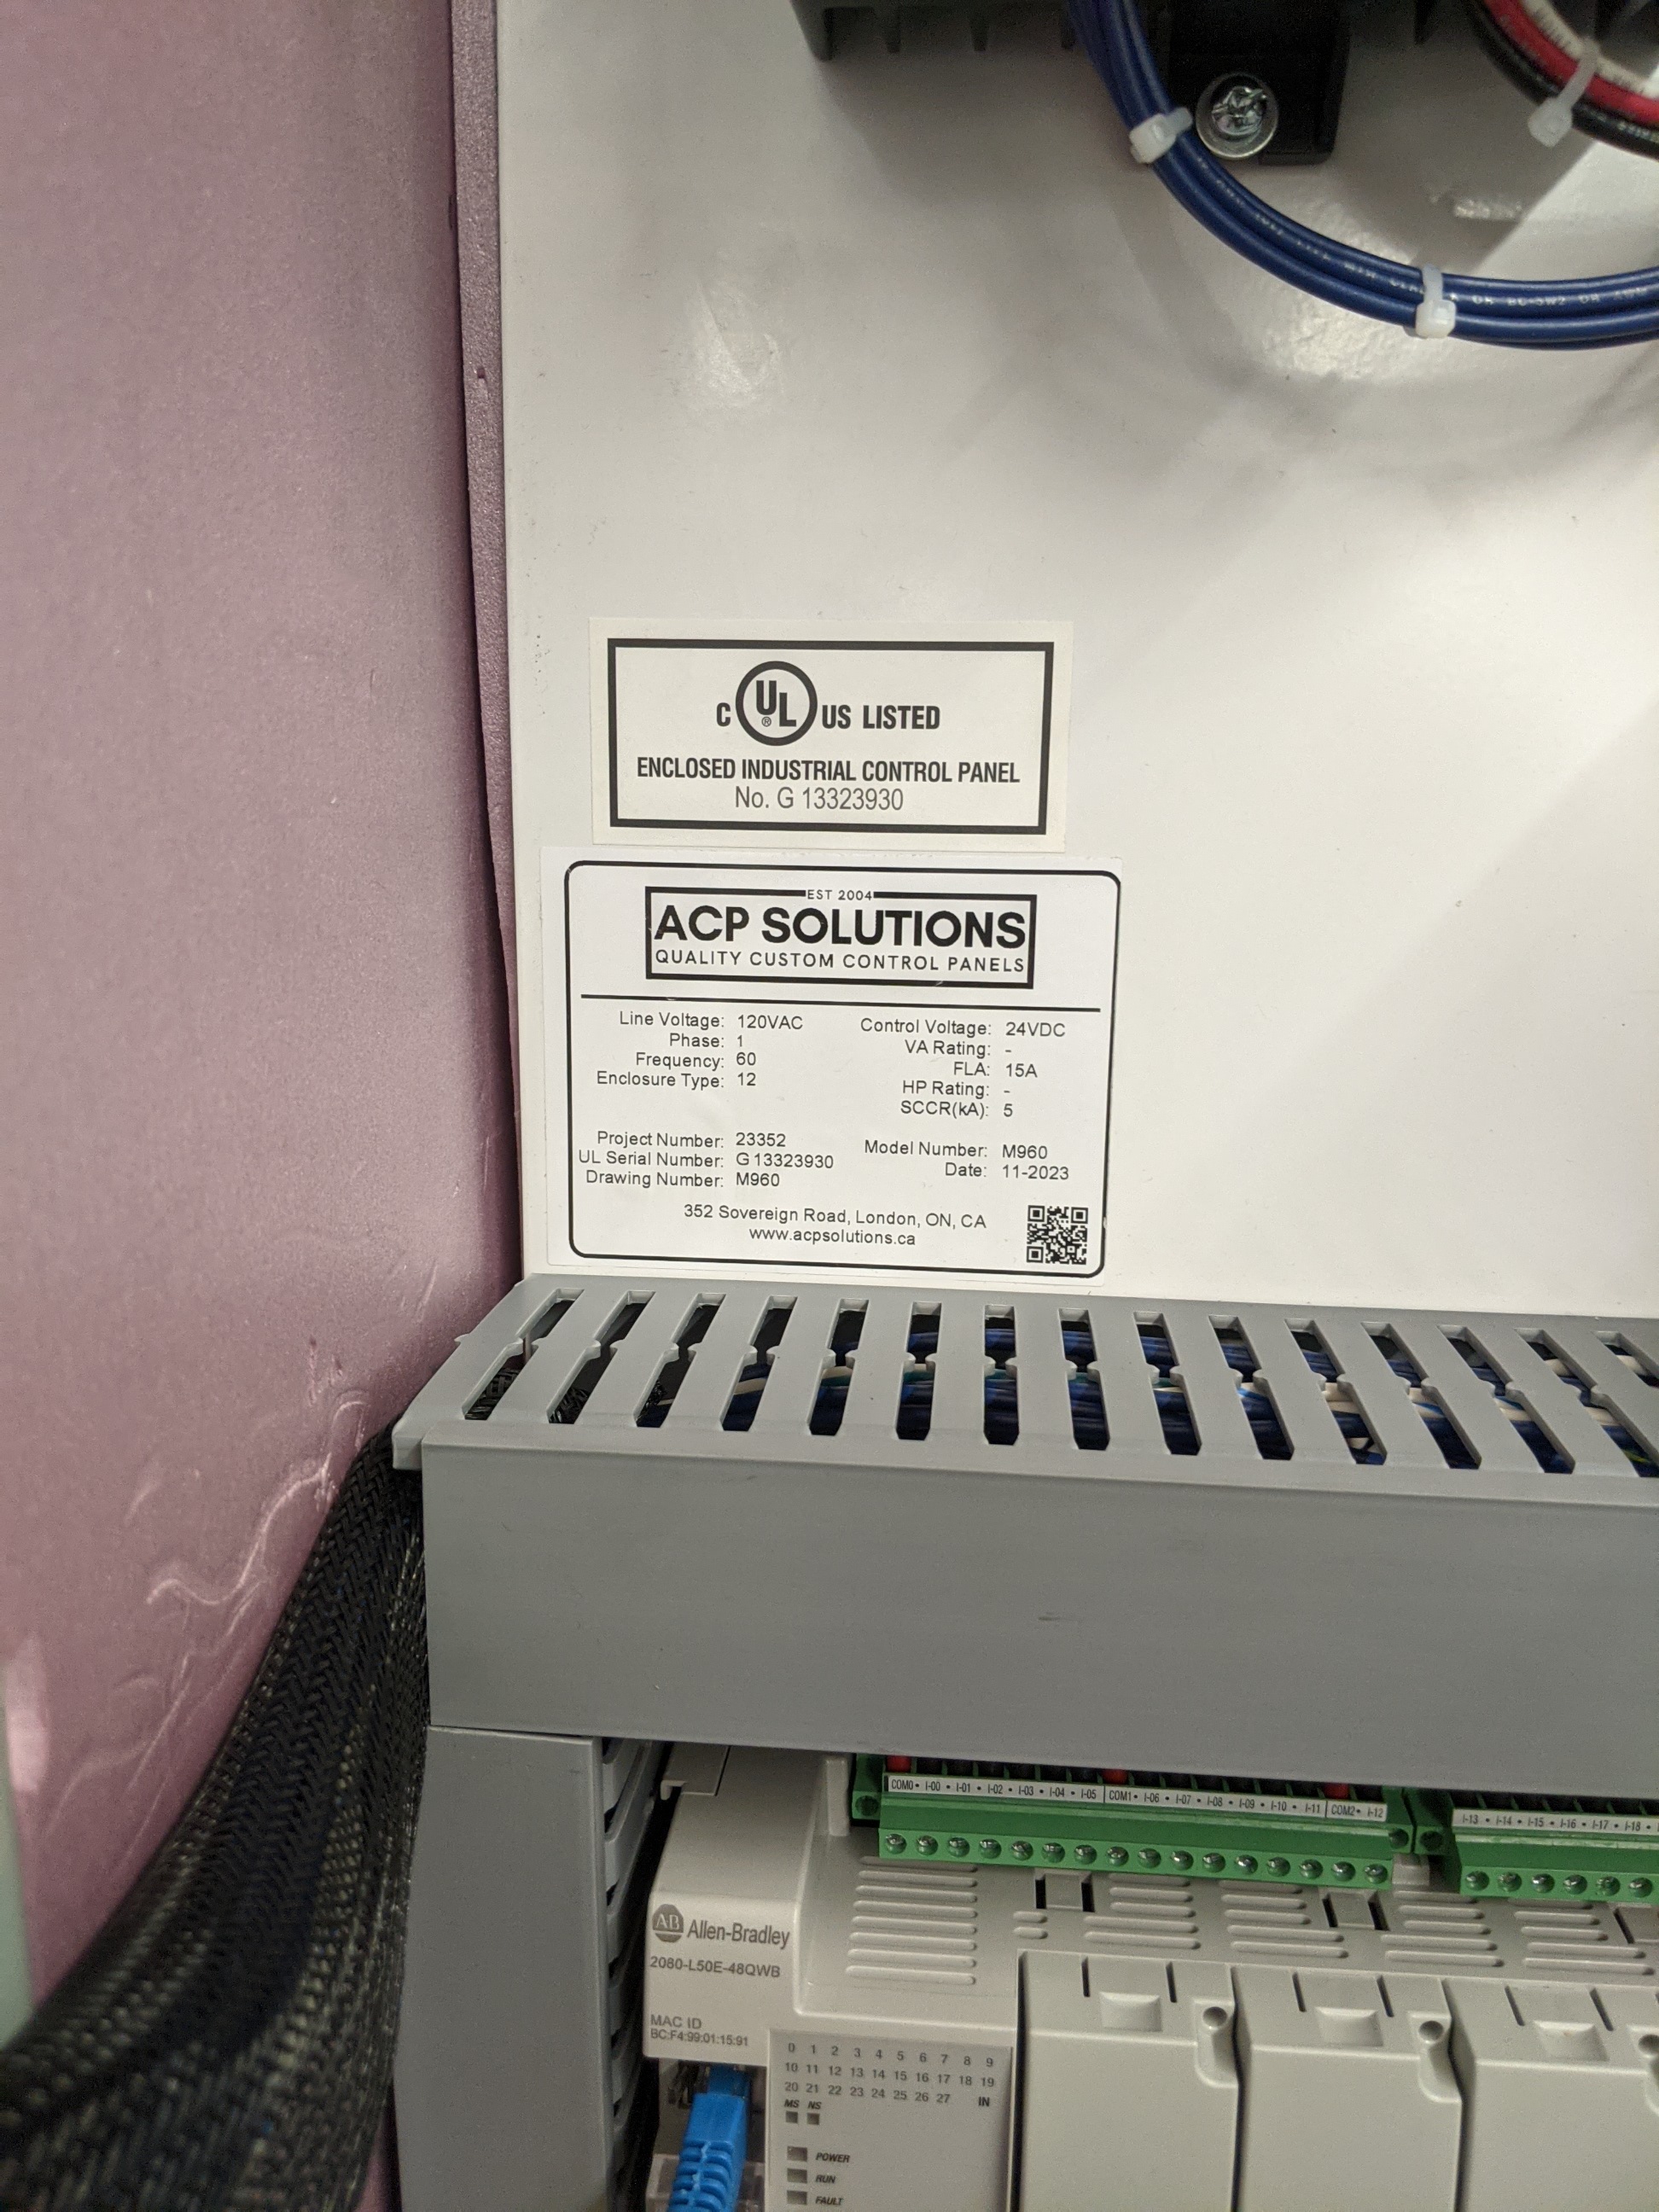 C UL ® US LISTED
ENCLOSED INDUSTRIAL CONTROL PANEL
No. G 13323930
EST 2004
ACP SOLUTIONS
QUALITY CUSTOM CONTROL PANELS
Line Voltage: 120VAC
Phase: 1
Frequency: 60
Enclosure Type: 12
Control Voltage: 24VDC
VA Rating: -
FLA: 15A
HP Rating: -
SCCR(kA): 5
Project Number: 23352
UL Serial Number: G 13323930
Drawing Number: M960
Model Number: M960
Date: 11-2023
352 Sovereign Road, London, ON, CA
www.acpsolutions.ca
COM0 • I-00 • I-01 • I-02 • I-03 • I-04 • I-05 COM1 • I-06 • I-07 • I-08 • I-09 • I-10 • I-11 COM2 • I-12
I-13 • I-14 • I-15 • I-16 • I-17 • I-18 •
AB Allen-Bradley
2080-L50E-48QWB
MAC ID
BC:F4:99:01:15:91
0 1 2 3 4 5 6 7 8 9
10 11 12 13 14 15 16 17 18 19
20 21 22 23 24 25 26 27 IN
MS NS
POWER
RUN
FAULT